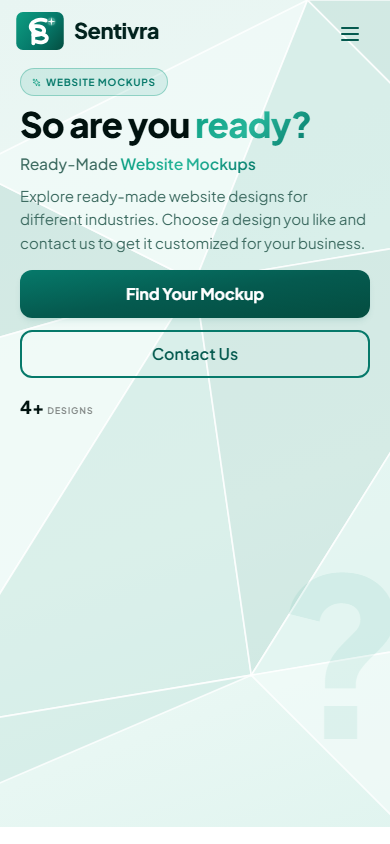 Sentivra
WEBSITE MOCKUPS
So are you ready?
Ready-Made Website Mockups
Explore ready-made website designs for
different industries. Choose a design you like and
contact us to get it customized for your business.
Find Your Mockup
Contact Us
4+ DESIGNS
?